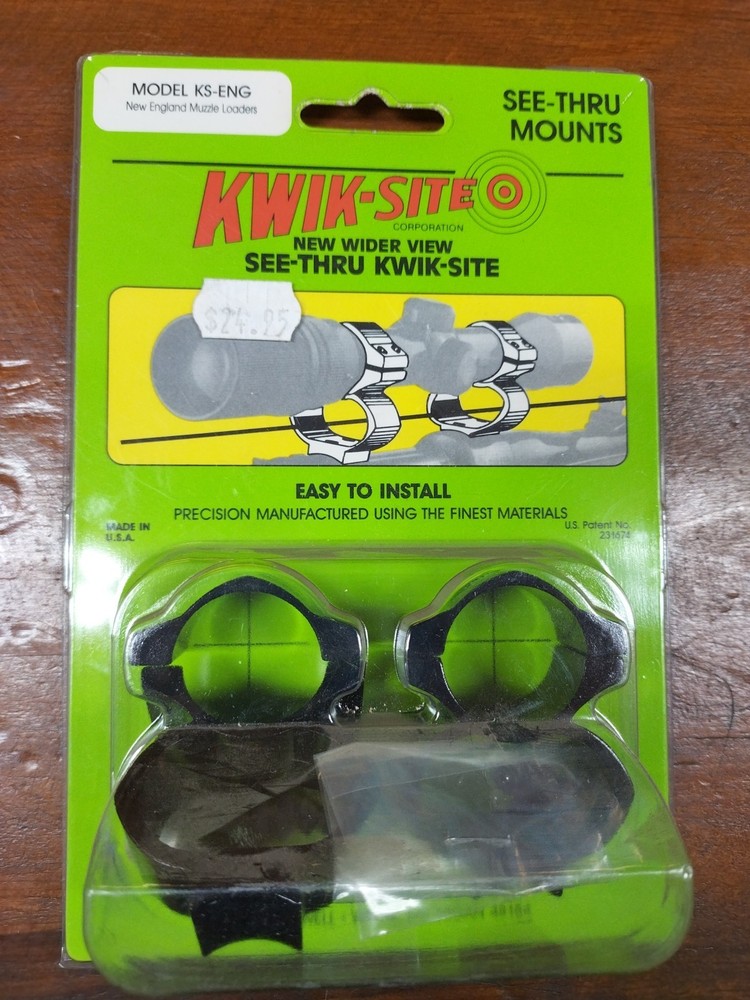 MODEL KS-ENG
New England Muzzle Loaders
SEE-THRU
MOUNTS
KWIK-SITE
CORPORATION
NEW WIDER VIEW
SEE-THRU KWIK-SITE
$24.95
EASY TO INSTALL
PRECISION MANUFACTURED USING THE FINEST MATERIALS
MADE IN
U.S.A.
U.S. Patent No.